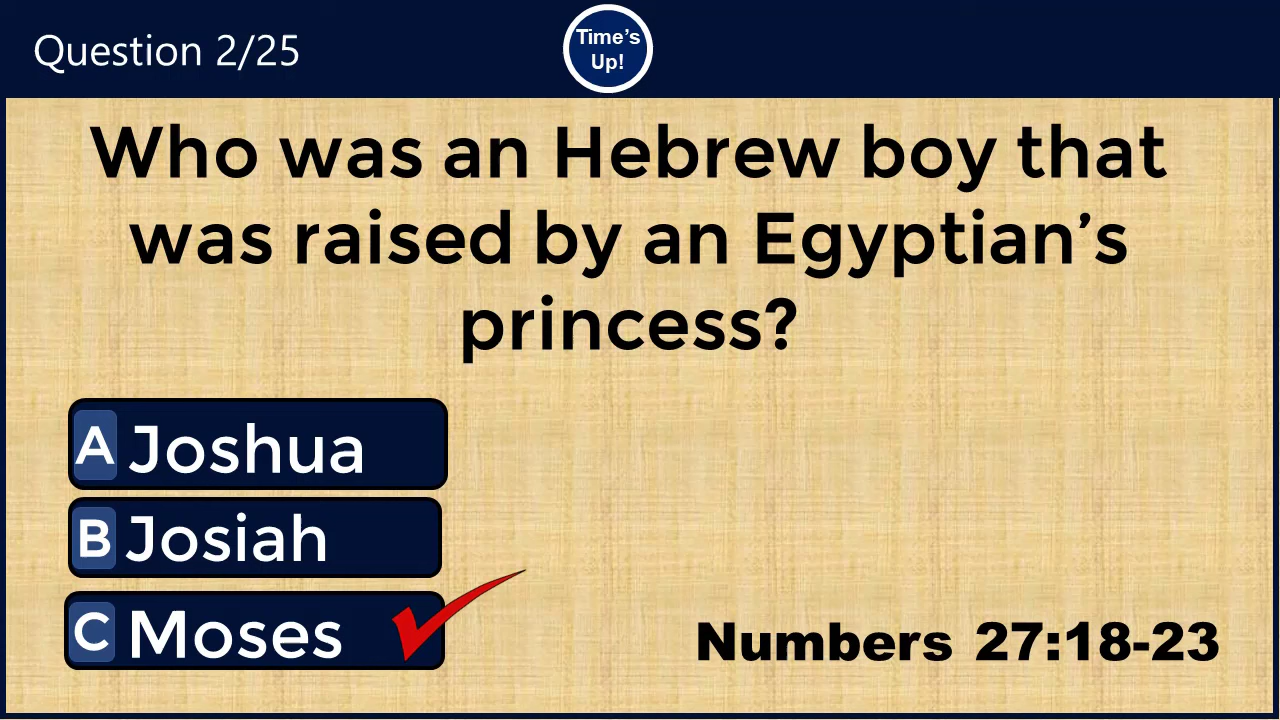 Question 2/25
Time’s
Up!
Who was an Hebrew boy that
was raised by an Egyptian’s
princess?
A Joshua
B Josiah
C Moses
Numbers 27:18-23